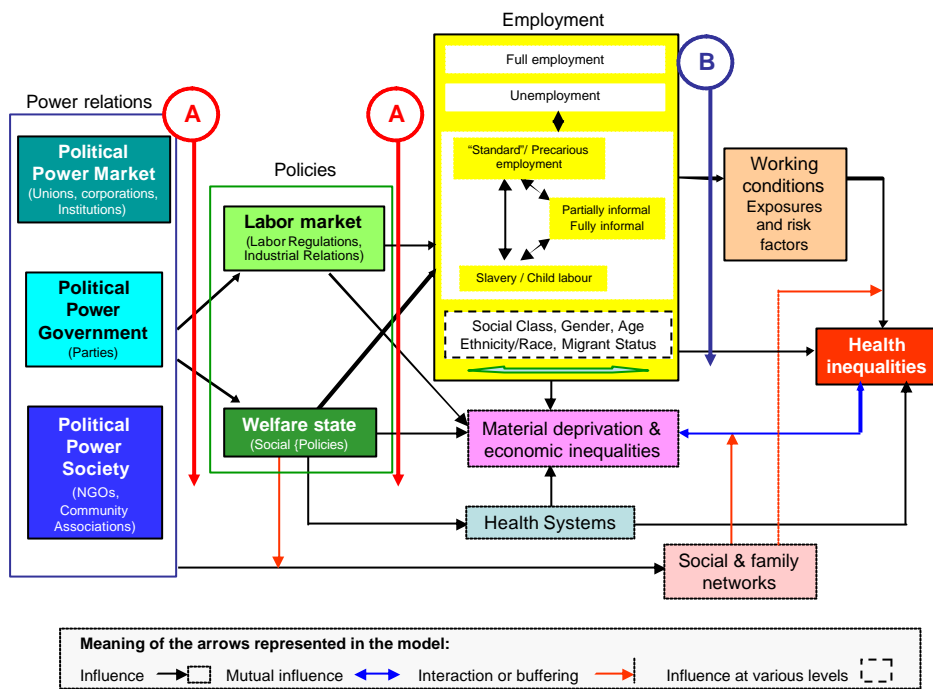 Employment
Full employment
Unemployment
"Standard"/ Precarious
employment
Partially informal
Fully informal
Slavery / Child labour
Social Class, Gender, Age
Ethnicity/Race, Migrant Status
Power relations
A
A
B
Political
Power Market
(Unions, corporations,
Institutions)
Political
Power
Government
(Parties)
Political
Power
Society
(NGOs,
Community
Associations)
Policies
Labor market
(Labor Regulations,
Industrial Relations)
Welfare state
(Social {Policies)
Working
conditions
Exposures
and risk
factors
Health
inequalities
Material deprivation &
economic inequalities
Health Systems
Social & family
networks
Meaning of the arrows represented in the model:
Influence Mutual influence Interaction or buffering Influence at various levels